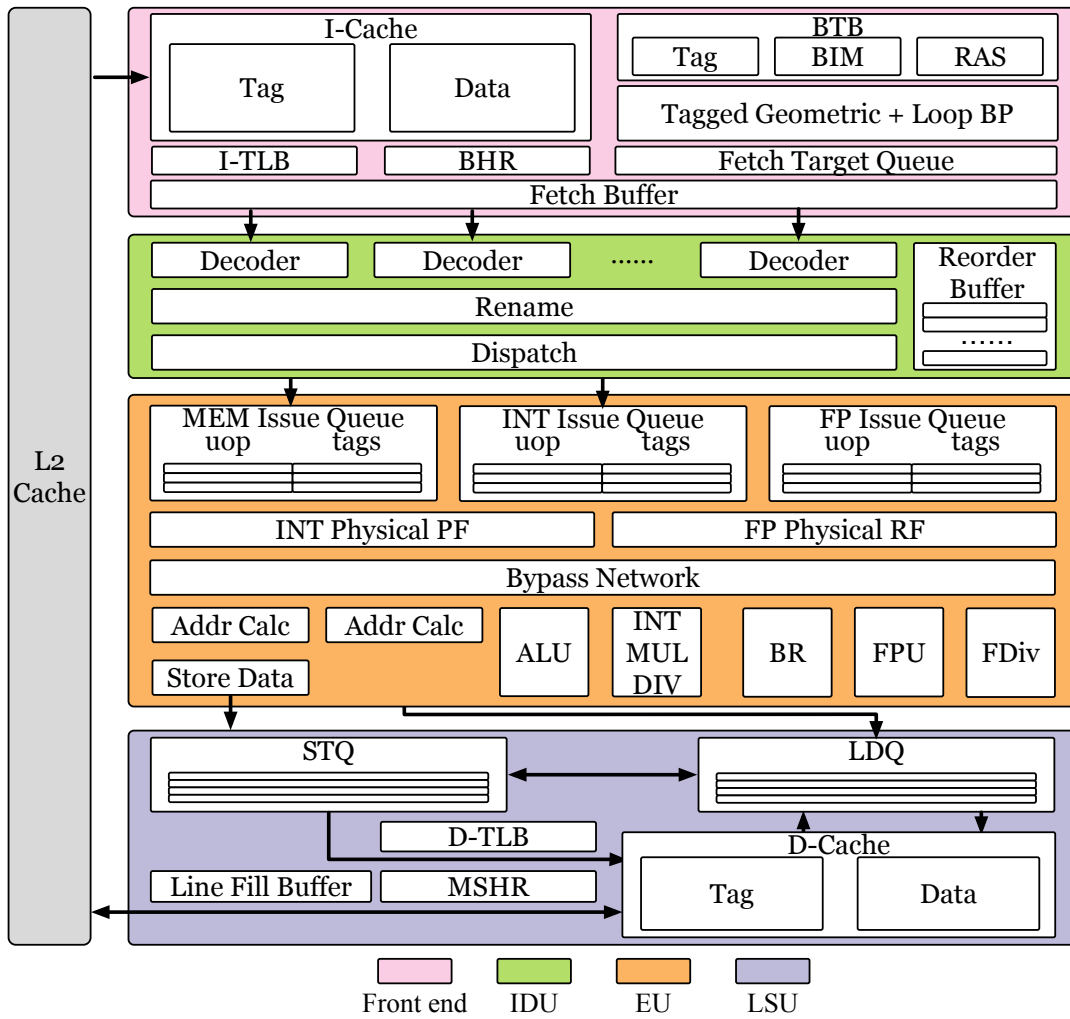 L2
Cache
I-Cache
Tag
Data
BTB
Tag
BIM
RAS
Tagged Geometric + Loop BP
I-TLB
BHR
Fetch Target Queue
Fetch Buffer
Decoder
Decoder
......
Decoder
Rename
Dispatch
Reorder
Buffer
......
MEM Issue Queue
uop tags
INT Issue Queue
uop tags
FP Issue Queue
uop tags
INT Physical PF
FP Physical RF
Bypass Network
Addr Calc
Addr Calc
Store Data
ALU
INT
MUL
DIV
BR
FPU
FDiv
STQ
LDQ
D-TLB
Line Fill Buffer
MSHR
D-Cache
Tag
Data
Front end
IDU
EU
LSU